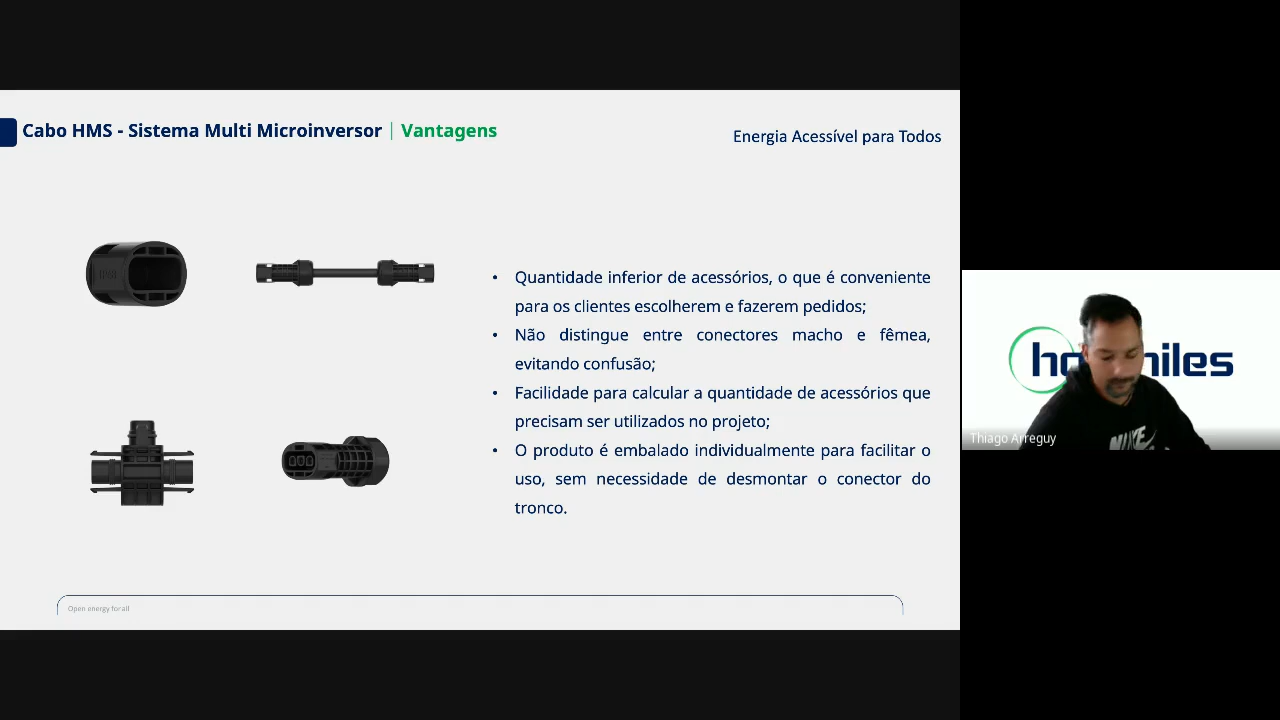 Cabo HMS - Sistema Multi Microinversor | Vantagens
Energia Acessível para Todos
• Quantidade inferior de acessórios, o que é conveniente
para os clientes escolherem e fazerem pedidos;
• Não distingue entre conectores macho e fêmea,
evitando confusão;
• Facilidade para calcular a quantidade de acessórios que
precisam ser utilizados no projeto;
• O produto é embalado individualmente para facilitar o
uso, sem necessidade de desmontar o conector do
tronco.
Open energy for all
Thiago Arreguy
NIKE